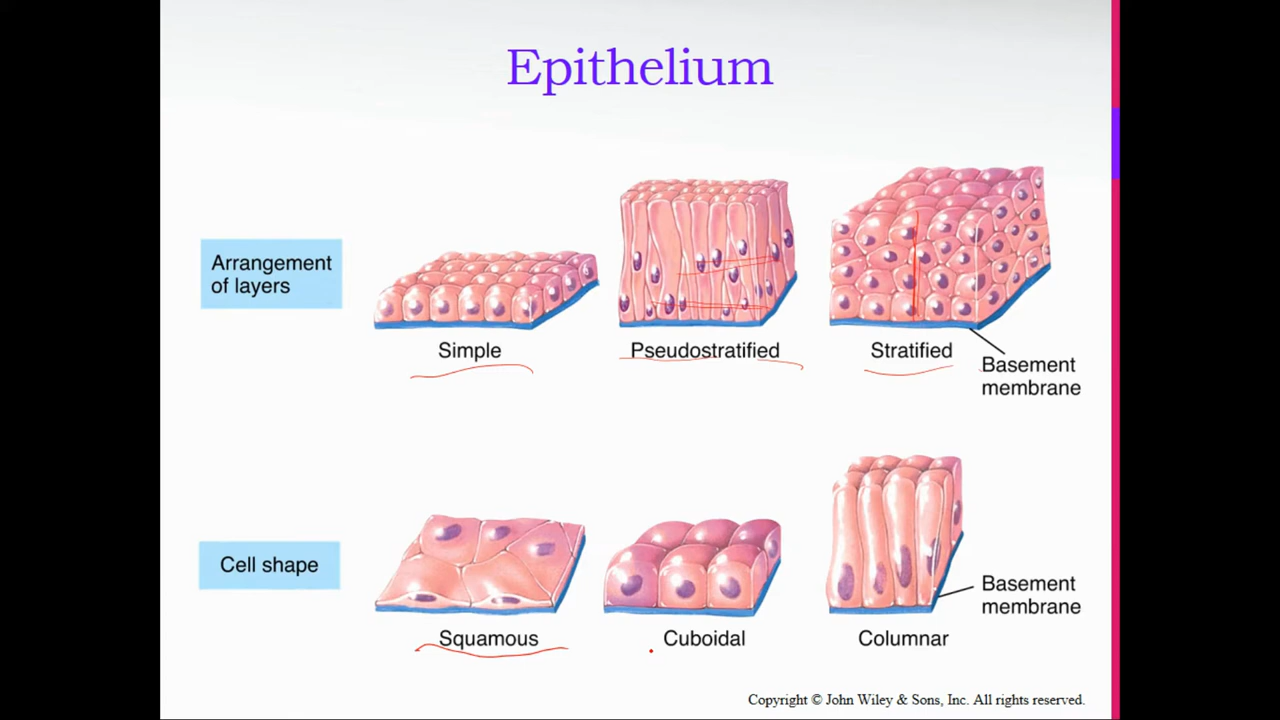 Epithelium
Arrangement
of layers
Simple
Pseudostratified
Stratified
Basement
membrane
Cell shape
Squamous
Cuboidal
Columnar
Basement
membrane
Copyright © John Wiley & Sons, Inc. All rights reserved.